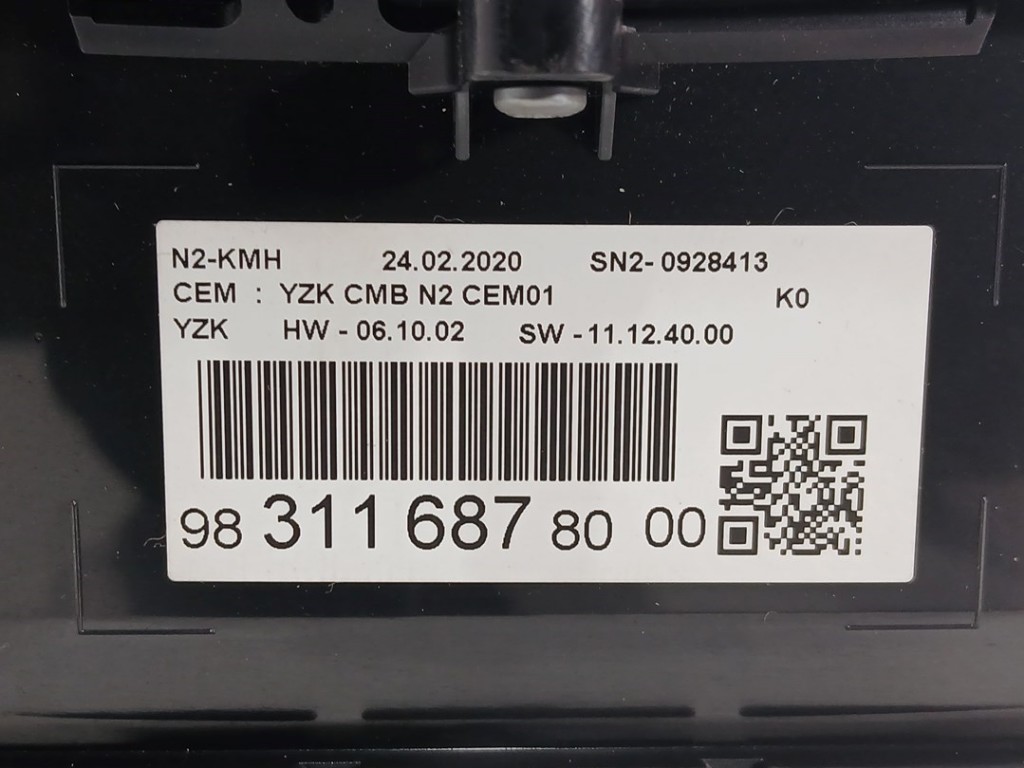 N2-KMH 24.02.2020 SN2- 0928413
CEM : YZK CMB N2 CEM01 K0
YZK HW - 06.10.02 SW - 11.12.40.00
98 311 687 80 00